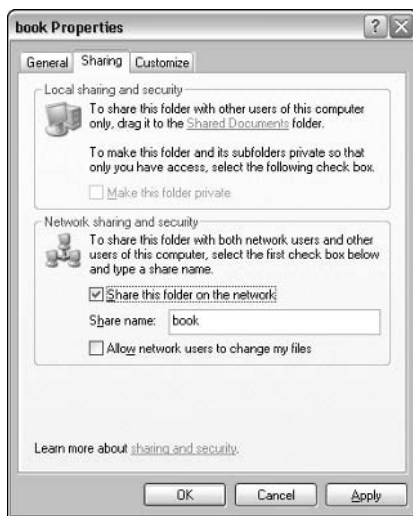 book Properties
General Sharing Customize
Local sharing and security
To share this folder with other users of this computer
only, drag it to the Shared Documents folder.
To make this folder and its subfolders private so that
only you have access, select the following check box.
Make this folder private
Network sharing and security
To share this folder with both network users and other
users of this computer, select the first check box below
and type a share name.
Share this folder on the network
Share name: book
Allow network users to change my files
Learn more about sharing and security.
OK Cancel Apply